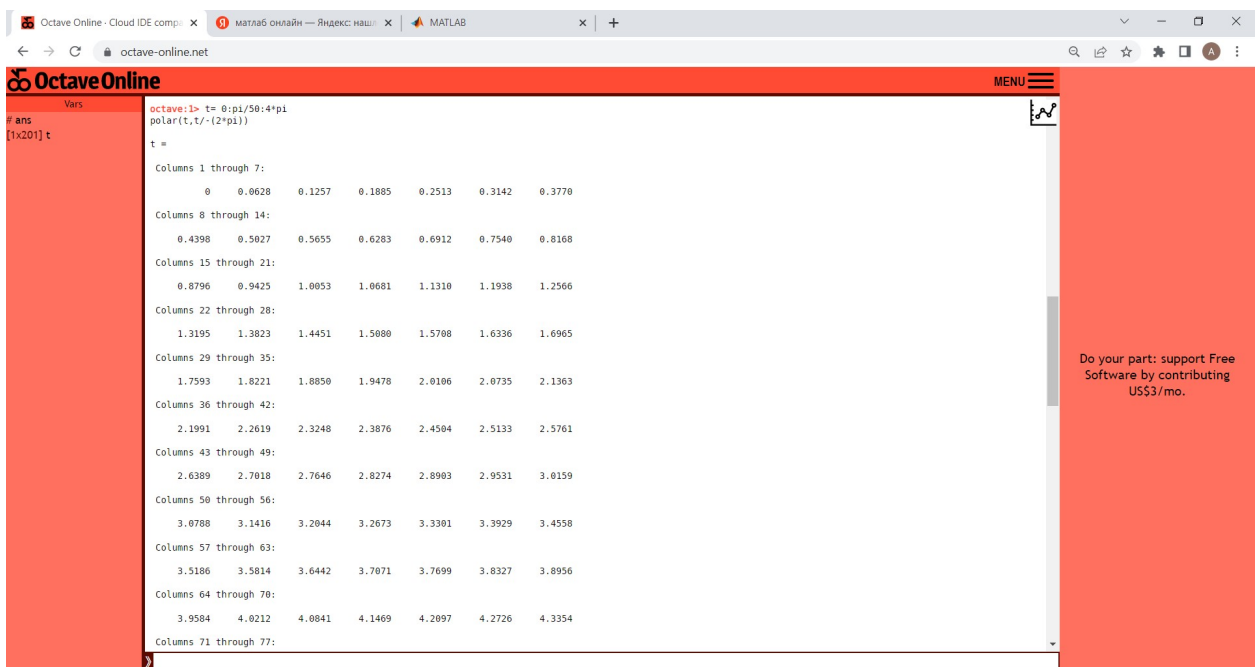 Octave Online · Cloud IDE compa
матлаб онлайн — Яндекс: нашл
MATLAB
octave-online.net
A
Octave Online
MENU
Vars
# ans
[1x201] t
octave:1> t= 0:pi/50:4*pi
polar(t,t/-(2*pi))
t =
Columns 1 through 7:
0 0.0628 0.1257 0.1885 0.2513 0.3142 0.3770
Columns 8 through 14:
0.4398 0.5027 0.5655 0.6283 0.6912 0.7540 0.8168
Columns 15 through 21:
0.8796 0.9425 1.0053 1.0681 1.1310 1.1938 1.2566
Columns 22 through 28:
1.3195 1.3823 1.4451 1.5080 1.5708 1.6336 1.6965
Columns 29 through 35:
1.7593 1.8221 1.8850 1.9478 2.0106 2.0735 2.1363
Columns 36 through 42:
2.1991 2.2619 2.3248 2.3876 2.4504 2.5133 2.5761
Columns 43 through 49:
2.6389 2.7018 2.7646 2.8274 2.8903 2.9531 3.0159
Columns 50 through 56:
3.0788 3.1416 3.2044 3.2673 3.3301 3.3929 3.4558
Columns 57 through 63:
3.5186 3.5814 3.6442 3.7071 3.7699 3.8327 3.8956
Columns 64 through 70:
3.9584 4.0212 4.0841 4.1469 4.2097 4.2726 4.3354
Columns 71 through 77:
Do your part: support Free
Software by contributing
US$3/mo.